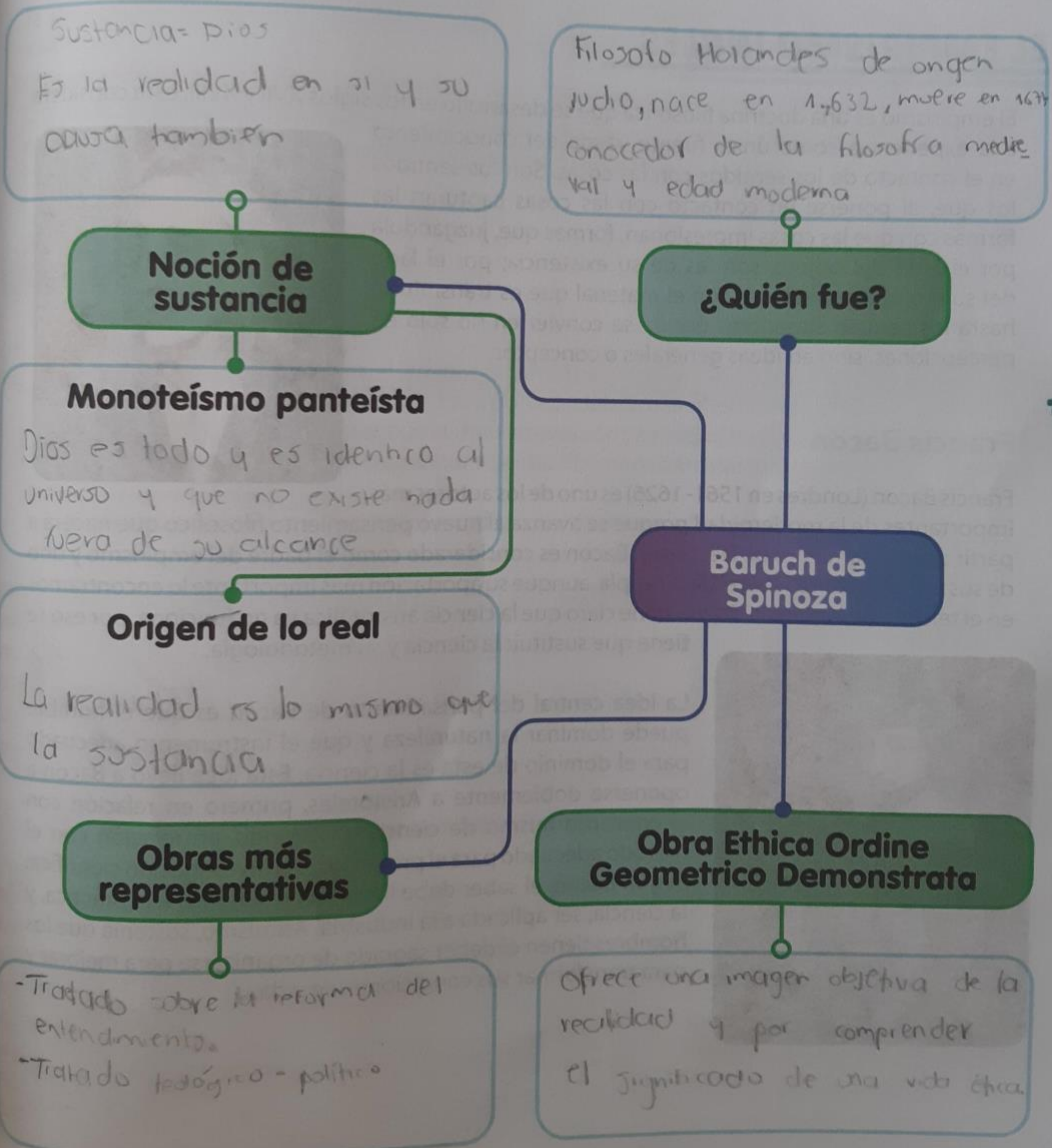 Sustancia = Dios
Es la realidad en si y su
causa también
Noción de
sustancia
Monoteísmo panteísta
Dios es todo y es identico al
universo y que no existe nada
fuera de su alcance
Origen de lo real
La realidad es lo mismo que
la sustancia
Obras más
representativas
-Tratado sobre la reforma del
entendimento.
-Tratado teológico - político
Filosofo Holandes de origen
Judio, nace en 1,632, muere en
conocedor de la filosofía medie
val y edad moderna
¿Quién fue?
Baruch de
Spinoza
Obra Ethica Ordine
Geometrico Demonstrata
Ofrece una imagen objetiva de la
realidad y por comprender
el significado de una vida ética